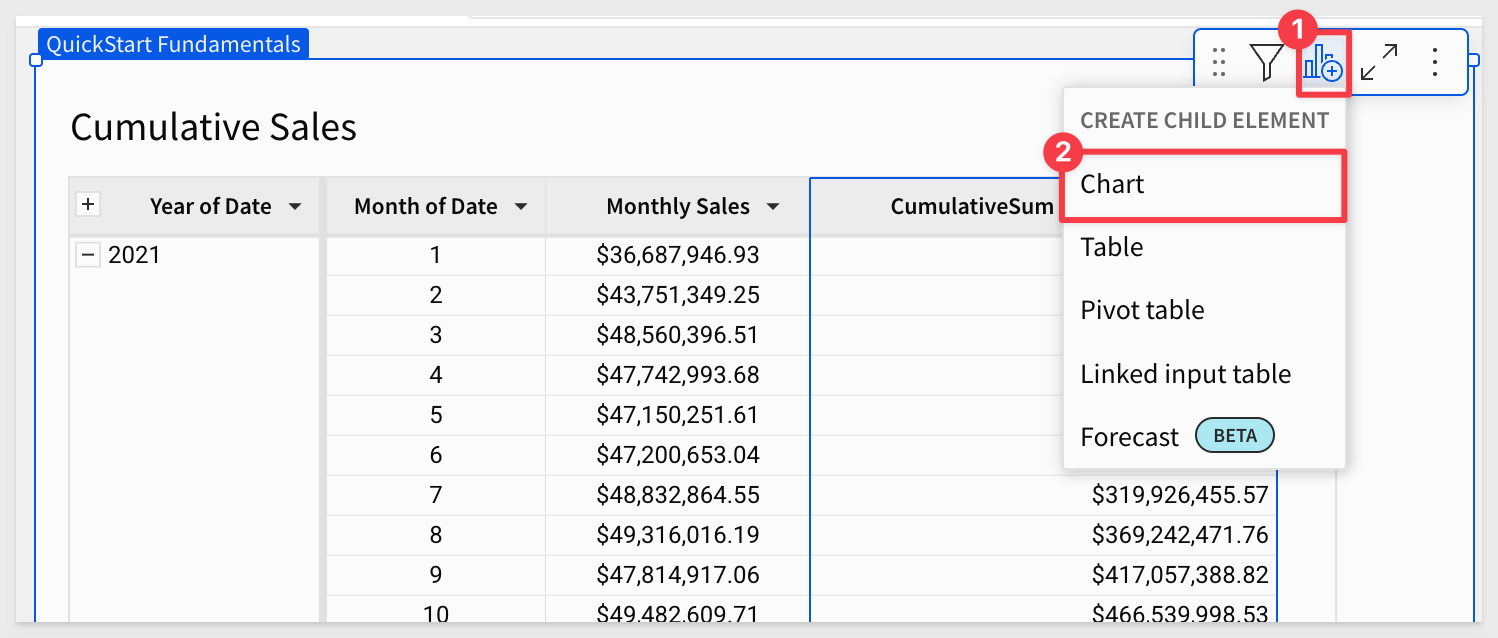 QuickStart Fundamentals
1
Cumulative Sales
CREATE CHILD ELEMENT
2
Chart
Table
Pivot table
Linked input table
Forecast BETA
+ Year of Date Month of Date Monthly Sales CumulativeSum
− 2021 1 $36,687,946.93
2 $43,751,349.25
3 $48,560,396.51
4 $47,742,993.68
5 $47,150,251.61
6 $47,200,653.04
7 $48,832,864.55 $319,926,455.57
8 $49,316,016.19 $369,242,471.76
9 $47,814,917.06 $417,057,388.82
10 $49,482,609.71 $466,539,998.53